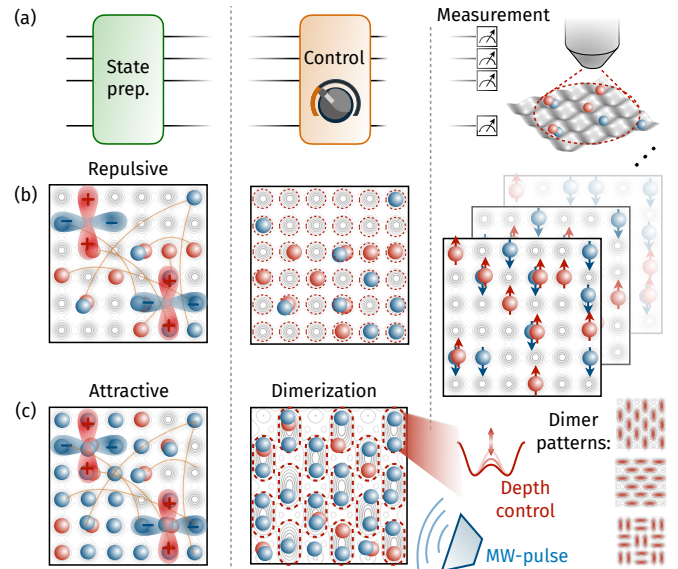 (a)
State
prep.
Control
Measurement
Repulsive
(b)
+
− −
+
+
− −
+
Attractive
Dimerization
(c)
+
− −
+
+
− −
+
Dimer
patterns:
Depth
control
MW-pulse